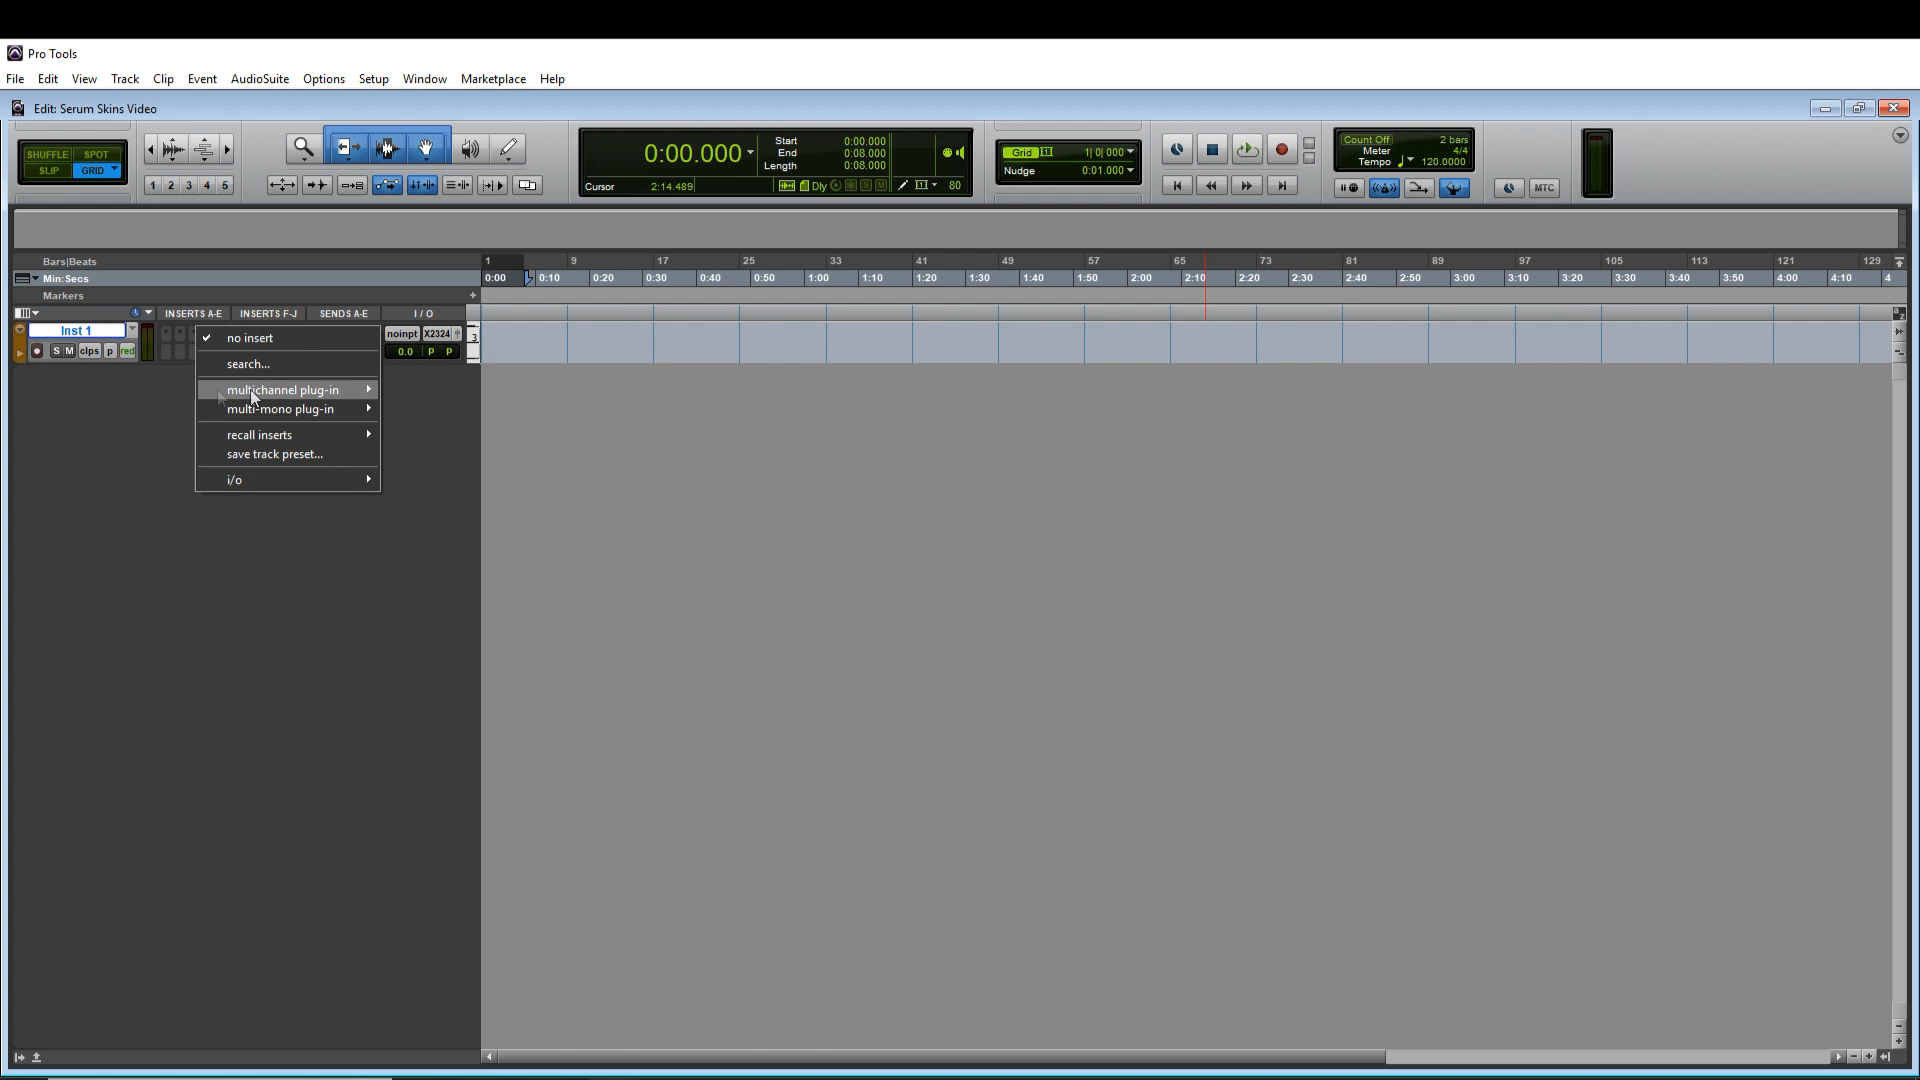 Pro Tools
File Edit View Track Clip Event AudioSuite Options Setup Window Marketplace Help
Edit: Serum Skins Video
SHUFFLE SPOT
SLIP GRID
1 2 3 4 5
0:00.000
Start 0:00.000
End 0:08.000
Length 0:08.000
Cursor 2:14.489
Dly S M 80
Grid 1| 0| 000
Nudge 0:01.000
Count Off 2 bars
Meter 4/4
Tempo 120.0000
MTC
Bars|Beats 1 9 17 25 33 41 49 57 65 73 81 89 97 105 113 121 129
Min:Secs 0:00 0:10 0:20 0:30 0:40 0:50 1:00 1:10 1:20 1:30 1:40 1:50 2:00 2:10 2:20 2:30 2:40 2:50 3:00 3:10 3:20 3:30 3:40 3:50 4:00 4:10 4
Markers +
INSERTS A-E INSERTS F-J SENDS A-E I / O
a z
Inst 1
S M clps p red
noinpt X2324
0.0 P P
3
no insert
search...
multichannel plug-in
multi-mono plug-in
recall inserts
save track preset...
i/o